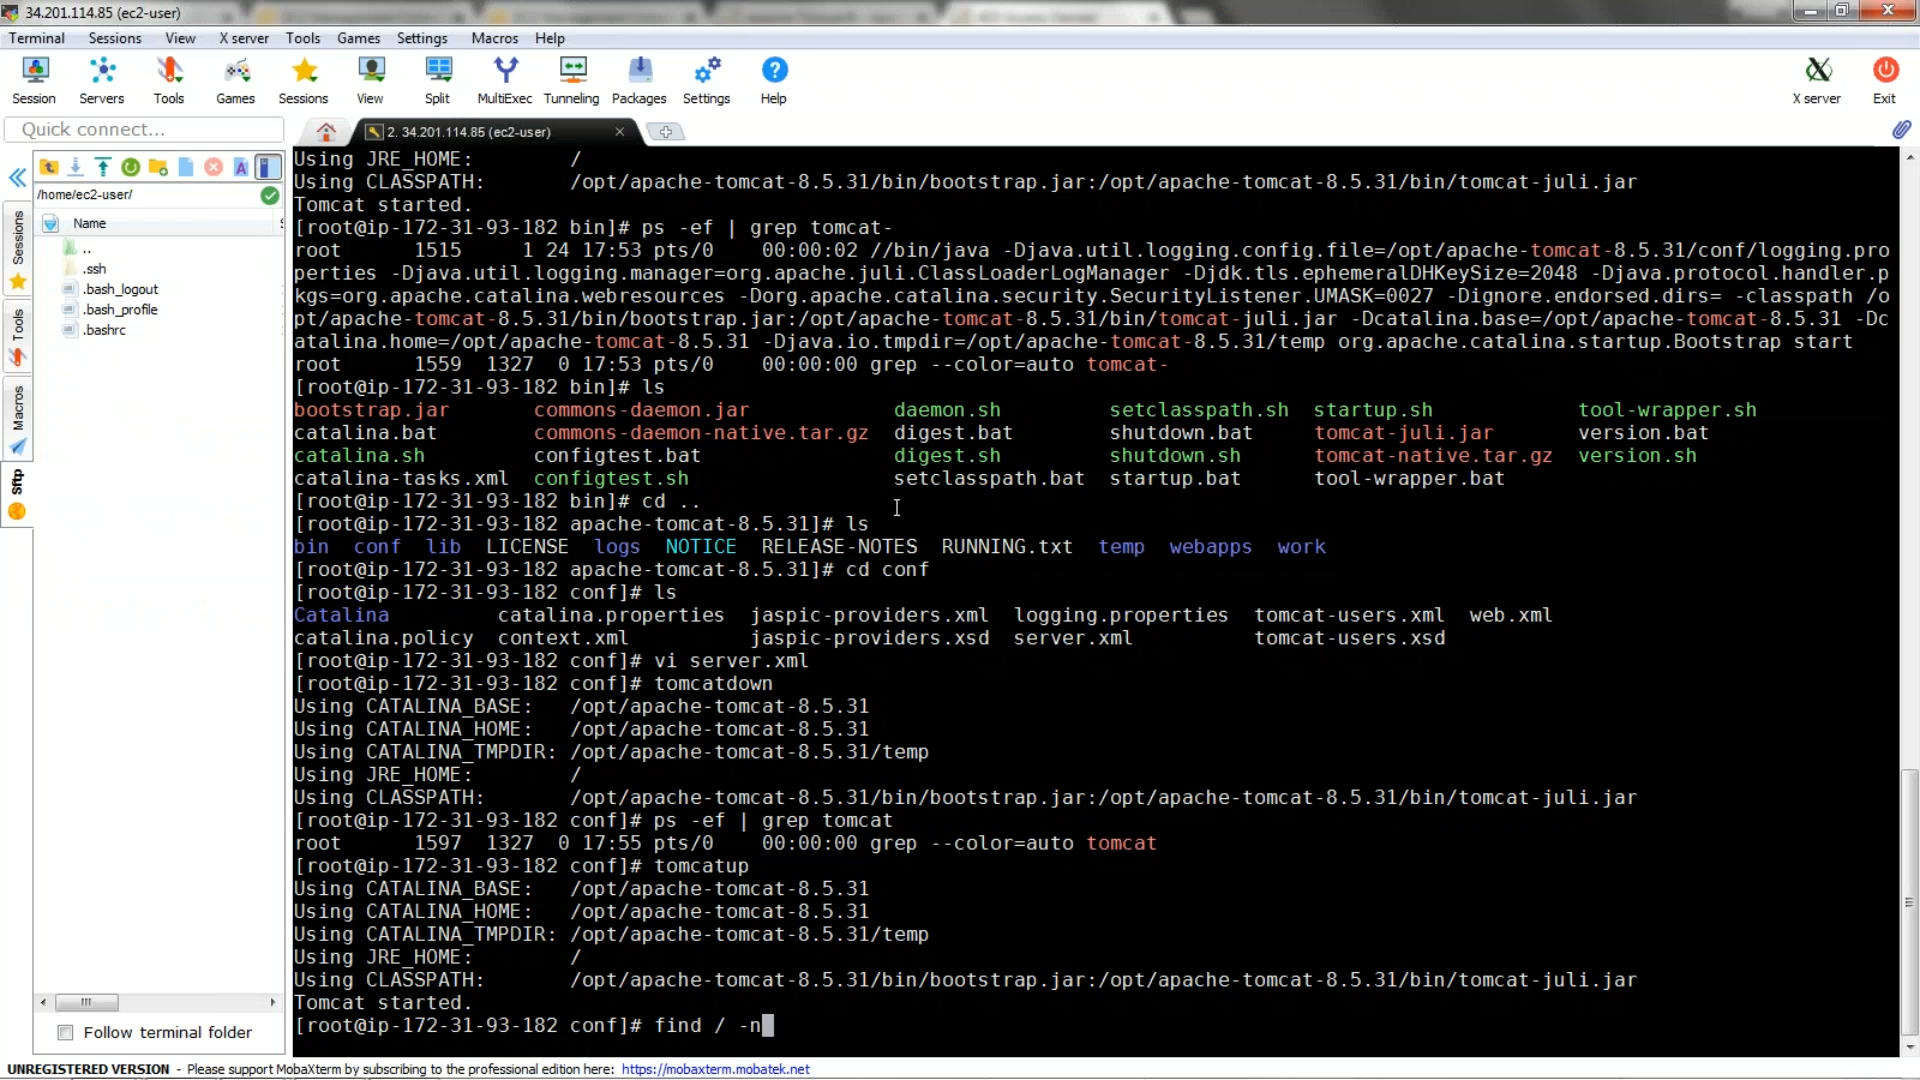 34.201.114.85 (ec2-user)
Terminal Sessions View X server Tools Games Settings Macros Help
Session Servers Tools Games Sessions View Split MultiExec Tunneling Packages Settings Help X server Exit
Quick connect...
2. 34.201.114.85 (ec2-user)
/home/ec2-user/
Name
..
.ssh
.bash_logout
.bash_profile
.bashrc
Sessions
Tools
Macros
Sftp
Follow terminal folder
Using JRE_HOME:        /
Using CLASSPATH:       /opt/apache-tomcat-8.5.31/bin/bootstrap.jar:/opt/apache-tomcat-8.5.31/bin/tomcat-juli.jar
Tomcat started.
[root@ip-172-31-93-182 bin]# ps -ef | grep tomcat-
root      1515     1 24 17:53 pts/0    00:00:02 //bin/java -Djava.util.logging.config.file=/opt/apache-tomcat-8.5.31/conf/logging.pro
perties -Djava.util.logging.manager=org.apache.juli.ClassLoaderLogManager -Djdk.tls.ephemeralDHKeySize=2048 -Djava.protocol.handler.p
kgs=org.apache.catalina.webresources -Dorg.apache.catalina.security.SecurityListener.UMASK=0027 -Dignore.endorsed.dirs= -classpath /o
pt/apache-tomcat-8.5.31/bin/bootstrap.jar:/opt/apache-tomcat-8.5.31/bin/tomcat-juli.jar -Dcatalina.base=/opt/apache-tomcat-8.5.31 -Dc
atalina.home=/opt/apache-tomcat-8.5.31 -Djava.io.tmpdir=/opt/apache-tomcat-8.5.31/temp org.apache.catalina.startup.Bootstrap start
root      1559  1327  0 17:53 pts/0    00:00:00 grep --color=auto tomcat-
[root@ip-172-31-93-182 bin]# ls
bootstrap.jar       commons-daemon.jar            daemon.sh         setclasspath.sh  startup.sh            tool-wrapper.sh
catalina.bat        commons-daemon-native.tar.gz  digest.bat        shutdown.bat     tomcat-juli.jar       version.bat
catalina.sh         configtest.bat                digest.sh         shutdown.sh      tomcat-native.tar.gz  version.sh
catalina-tasks.xml  configtest.sh                 setclasspath.bat  startup.bat      tool-wrapper.bat
[root@ip-172-31-93-182 bin]# cd ..
[root@ip-172-31-93-182 apache-tomcat-8.5.31]# ls
bin  conf  lib  LICENSE  logs  NOTICE  RELEASE-NOTES  RUNNING.txt  temp  webapps  work
[root@ip-172-31-93-182 apache-tomcat-8.5.31]# cd conf
[root@ip-172-31-93-182 conf]# ls
Catalina         catalina.properties  jaspic-providers.xml  logging.properties  tomcat-users.xml  web.xml
catalina.policy  context.xml          jaspic-providers.xsd  server.xml          tomcat-users.xsd
[root@ip-172-31-93-182 conf]# vi server.xml
[root@ip-172-31-93-182 conf]# tomcatdown
Using CATALINA_BASE:   /opt/apache-tomcat-8.5.31
Using CATALINA_HOME:   /opt/apache-tomcat-8.5.31
Using CATALINA_TMPDIR: /opt/apache-tomcat-8.5.31/temp
Using JRE_HOME:        /
Using CLASSPATH:       /opt/apache-tomcat-8.5.31/bin/bootstrap.jar:/opt/apache-tomcat-8.5.31/bin/tomcat-juli.jar
[root@ip-172-31-93-182 conf]# ps -ef | grep tomcat
root      1597  1327  0 17:55 pts/0    00:00:00 grep --color=auto tomcat
[root@ip-172-31-93-182 conf]# tomcatup
Using CATALINA_BASE:   /opt/apache-tomcat-8.5.31
Using CATALINA_HOME:   /opt/apache-tomcat-8.5.31
Using CATALINA_TMPDIR: /opt/apache-tomcat-8.5.31/temp
Using JRE_HOME:        /
Using CLASSPATH:       /opt/apache-tomcat-8.5.31/bin/bootstrap.jar:/opt/apache-tomcat-8.5.31/bin/tomcat-juli.jar
Tomcat started.
[root@ip-172-31-93-182 conf]# find / -n
UNREGISTERED VERSION - Please support MobaXterm by subscribing to the professional edition here: https://mobaxterm.mobatek.net